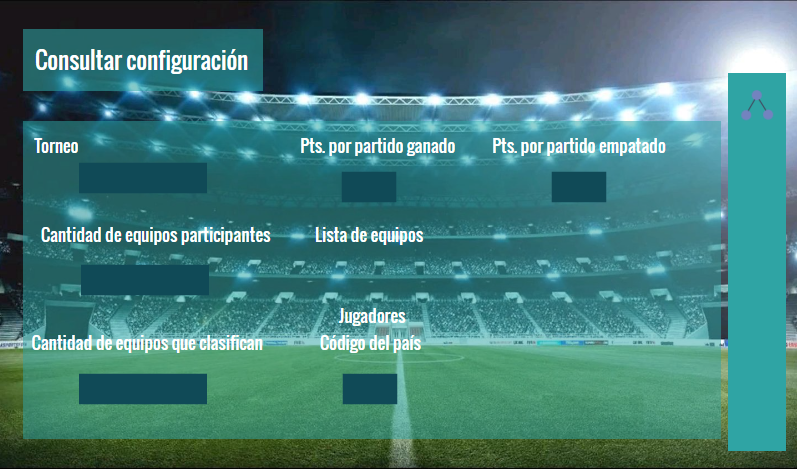 Consultar configuración
Torneo
Pts. por partido ganado
Pts. por partido empatado
Cantidad de equipos participantes
Lista de equipos
Jugadores
Cantidad de equipos que clasifican
Código del país